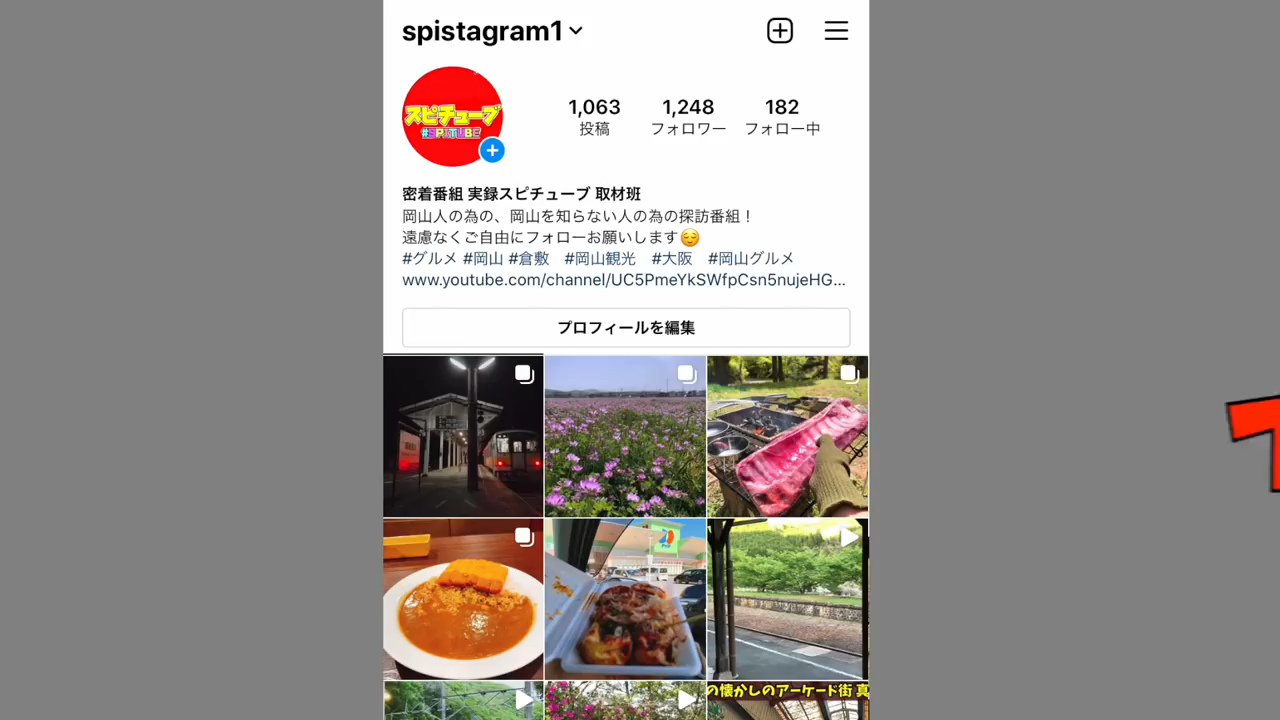 spistagram1
スピチューブ
#SPITUBE
1,063
投稿
1,248
フォロワー
182
フォロー中
密着番組 実録スピチューブ 取材班
岡山人の為の、岡山を知らない人の為の探訪番組！
遠慮なくご自由にフォローお願いします😌
#グルメ #岡山 #倉敷　#岡山観光　#大阪　#岡山グルメ
www.youtube.com/channel/UC5PmeYkSWfpCsn5nujeHG...
プロフィールを編集
の懐かしのアーケード街 真